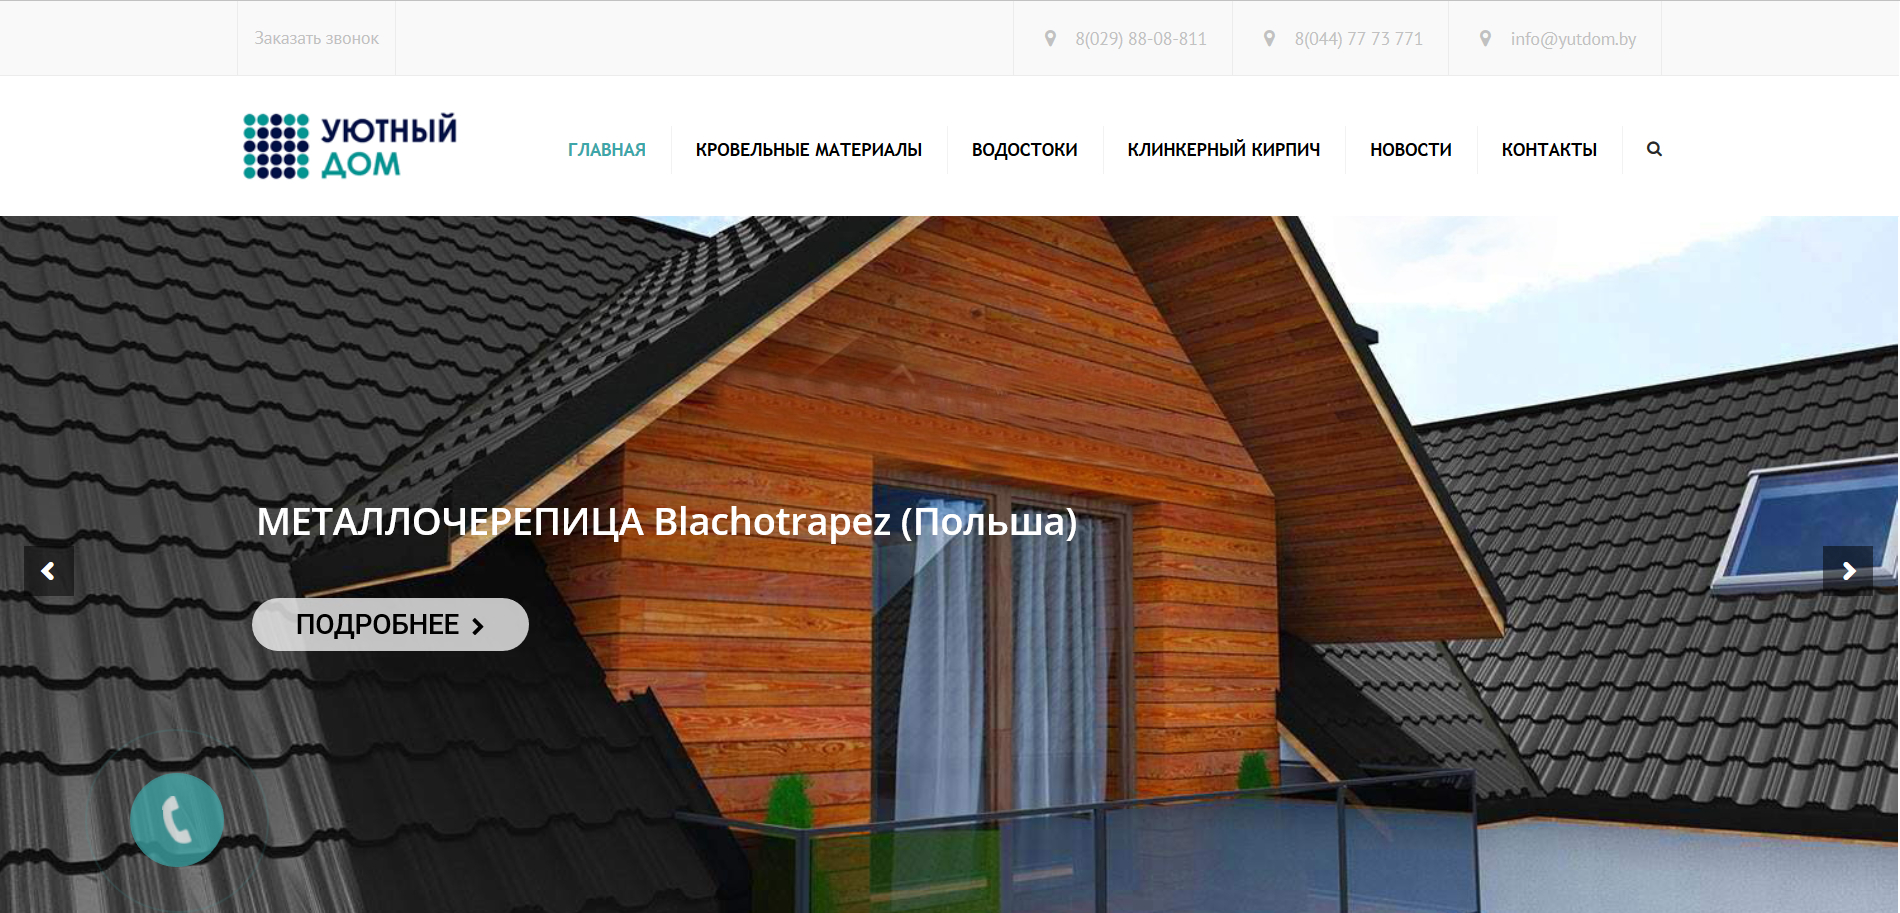 Заказать звонок
8(029) 88-08-811
8(044) 77 73 771
info@yutdom.by
УЮТНЫЙ
ДОМ
ГЛАВНАЯ
КРОВЕЛЬНЫЕ МАТЕРИАЛЫ
ВОДОСТОКИ
КЛИНКЕРНЫЙ КИРПИЧ
НОВОСТИ
КОНТАКТЫ
МЕТАЛЛОЧЕРЕПИЦА Blachotrapez (Польша)
ПОДРОБНЕЕ